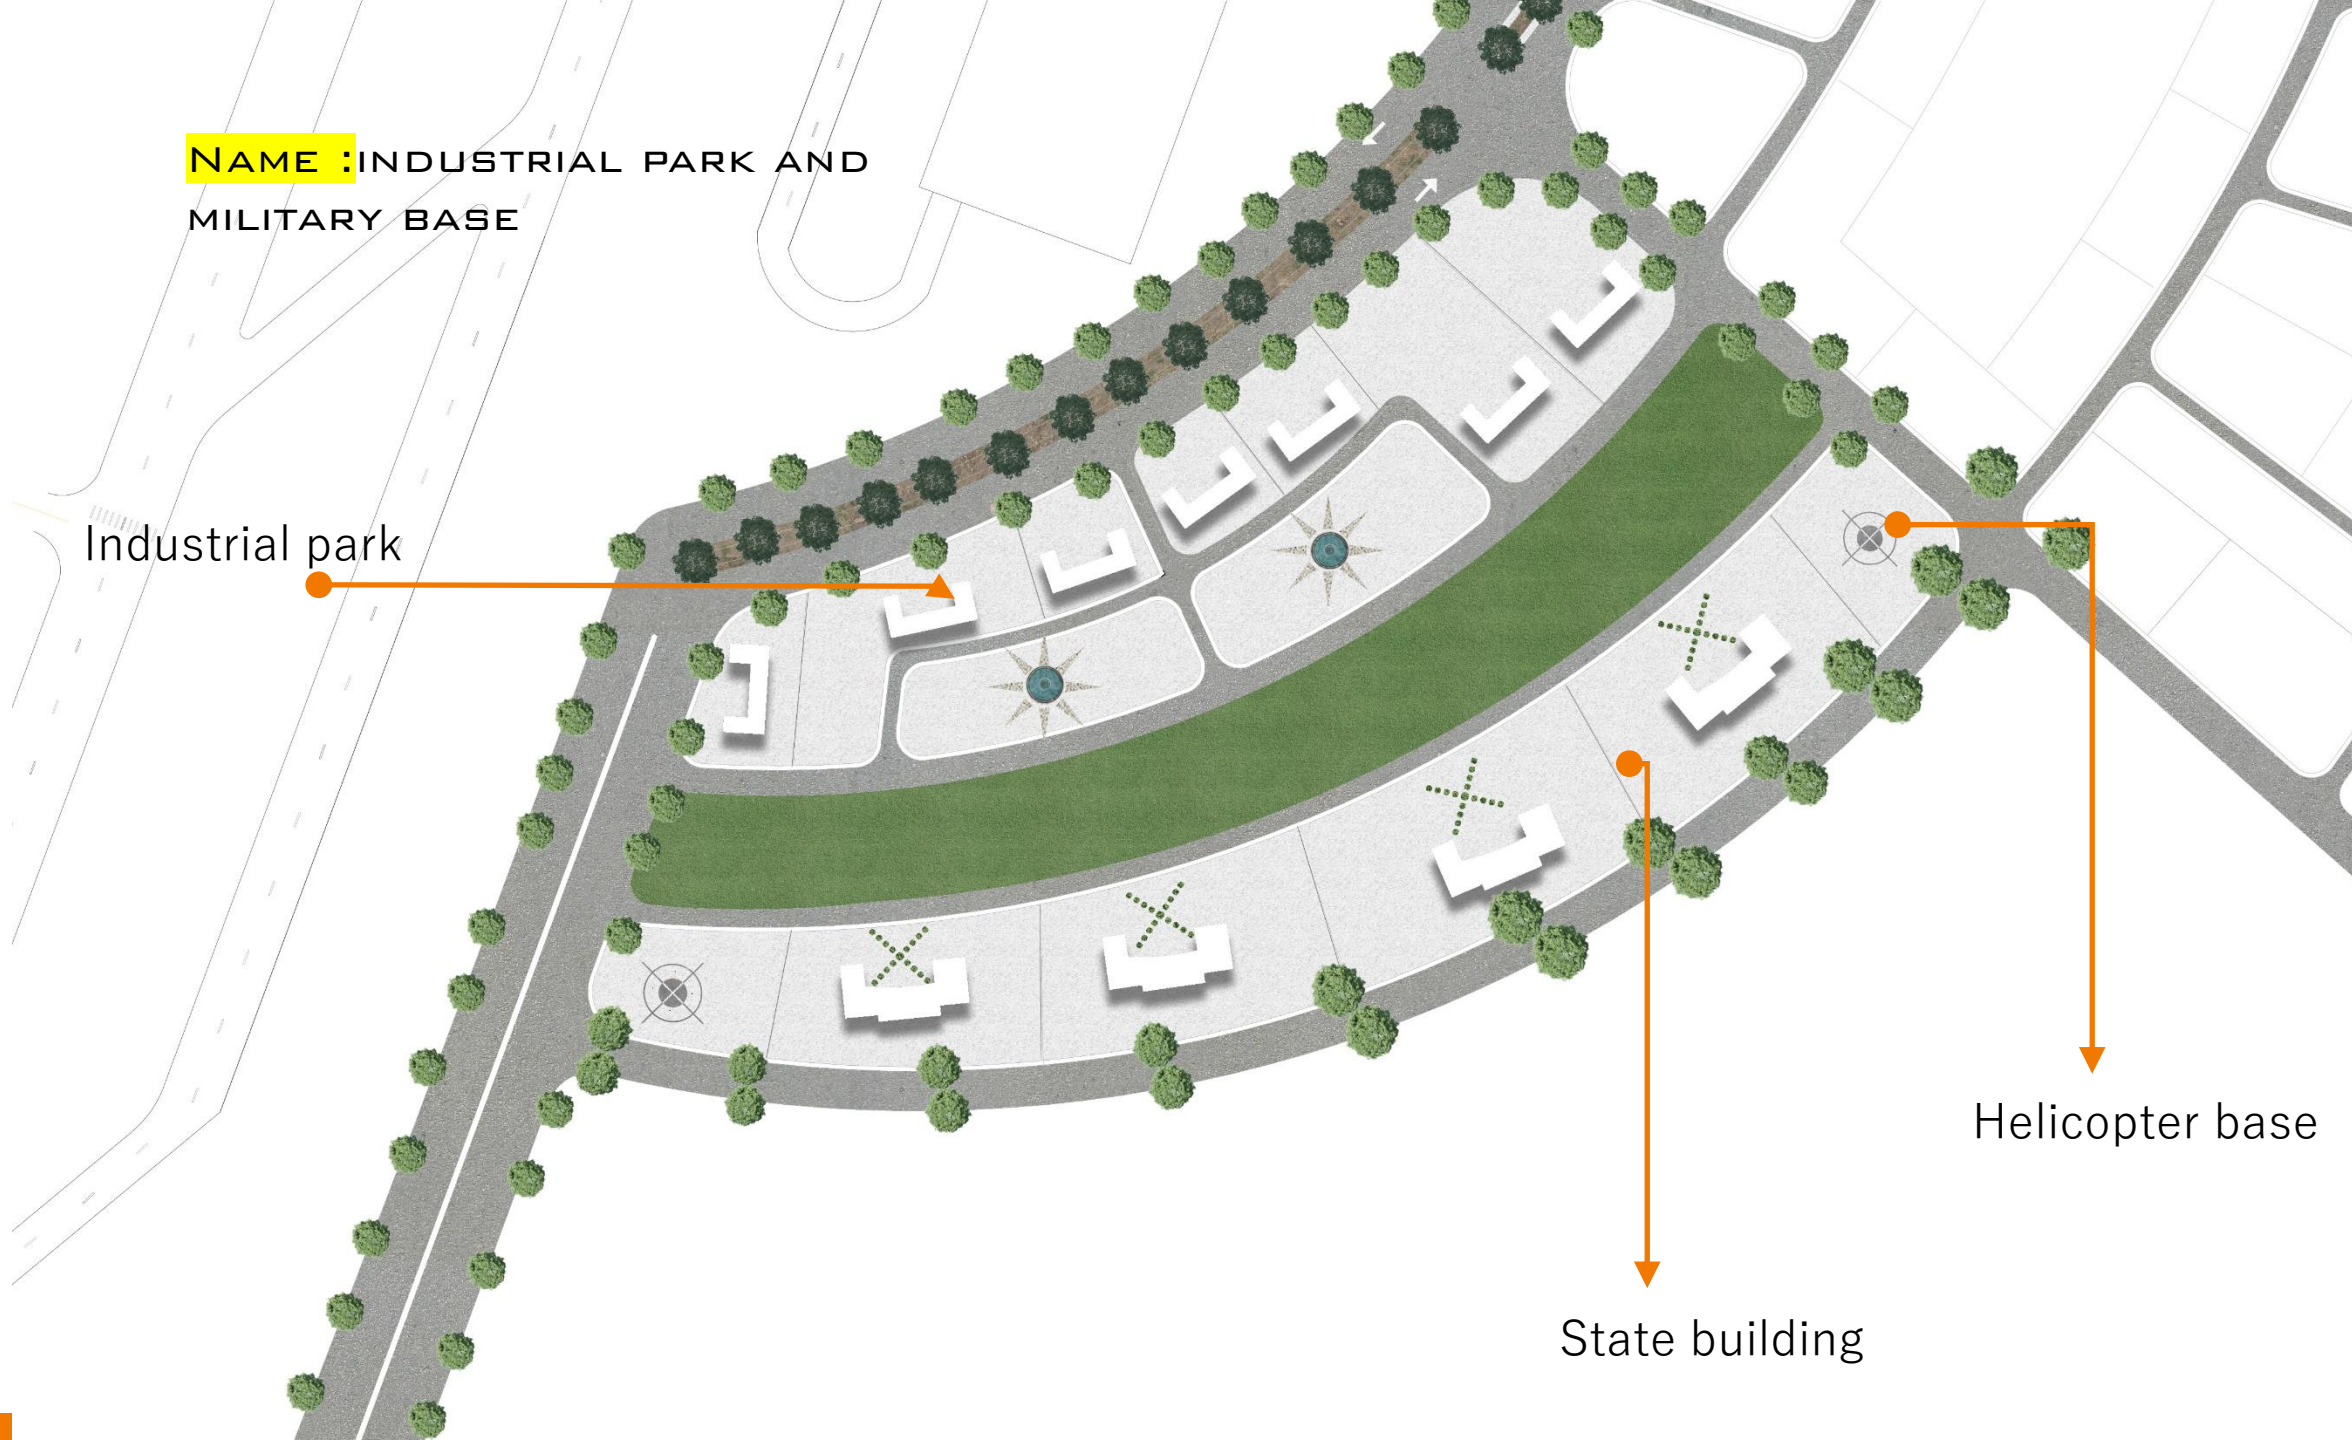 Name :industrial park and
military base
Industrial park
Helicopter base
State building